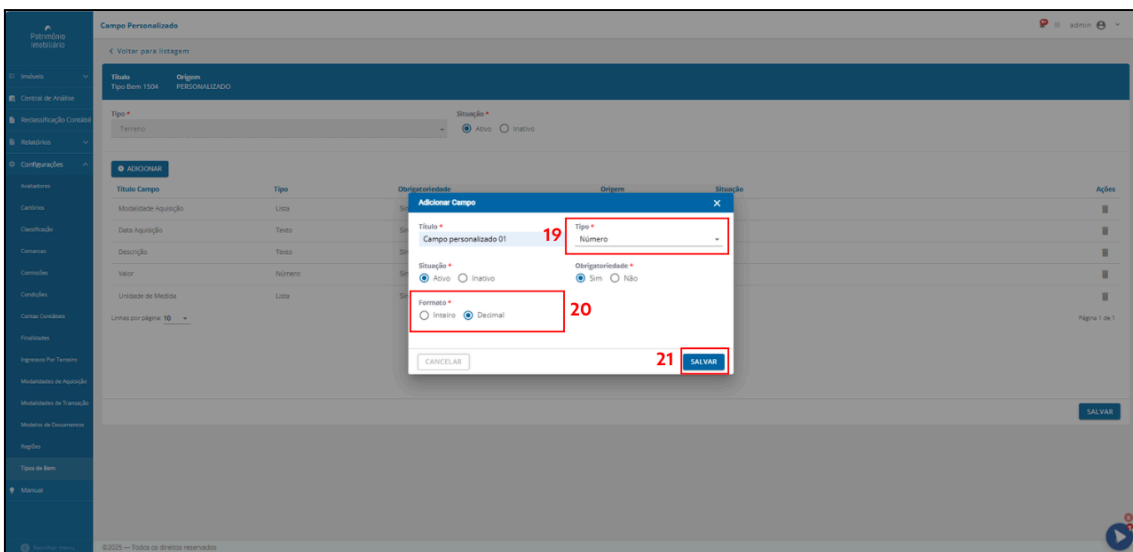 Patrimônio
Imobiliário
Campo Personalizado
admin
Voltar para listagem
Imóveis
Central de Análise
Reclassificação Contábil
Relatórios
Configurações
Avaliadores
Cartórios
Classificação
Comarcas
Comissões
Condições
Contas Contábeis
Finalidades
Ingressos Por Terceiro
Modalidades de Aquisição
Modalidades de Transação
Modelos de Documentos
Regiões
Tipos de Bem
Manual
Título Origem
Tipo Bem 1504 PERSONALIZADO
Tipo * Situação *
Terreno Ativo Inativo
ADICIONAR
Título Campo Tipo Obrigatoriedade Origem Situação Ações
Modalidade Aquisição Lista
Data Aquisição Texto
Descrição Texto
Valor Número
Unidade de Medida Lista
Linhas por página: 10 Página 1 de 1
Adicionar Campo
Título * 19 Tipo *
Campo personalizado 01 Número
Situação * Obrigatoriedade *
Ativo Inativo Sim Não
Formato *
Inteiro Decimal 20
CANCELAR 21 SALVAR
SALVAR
©2025 — Todos os direitos reservados